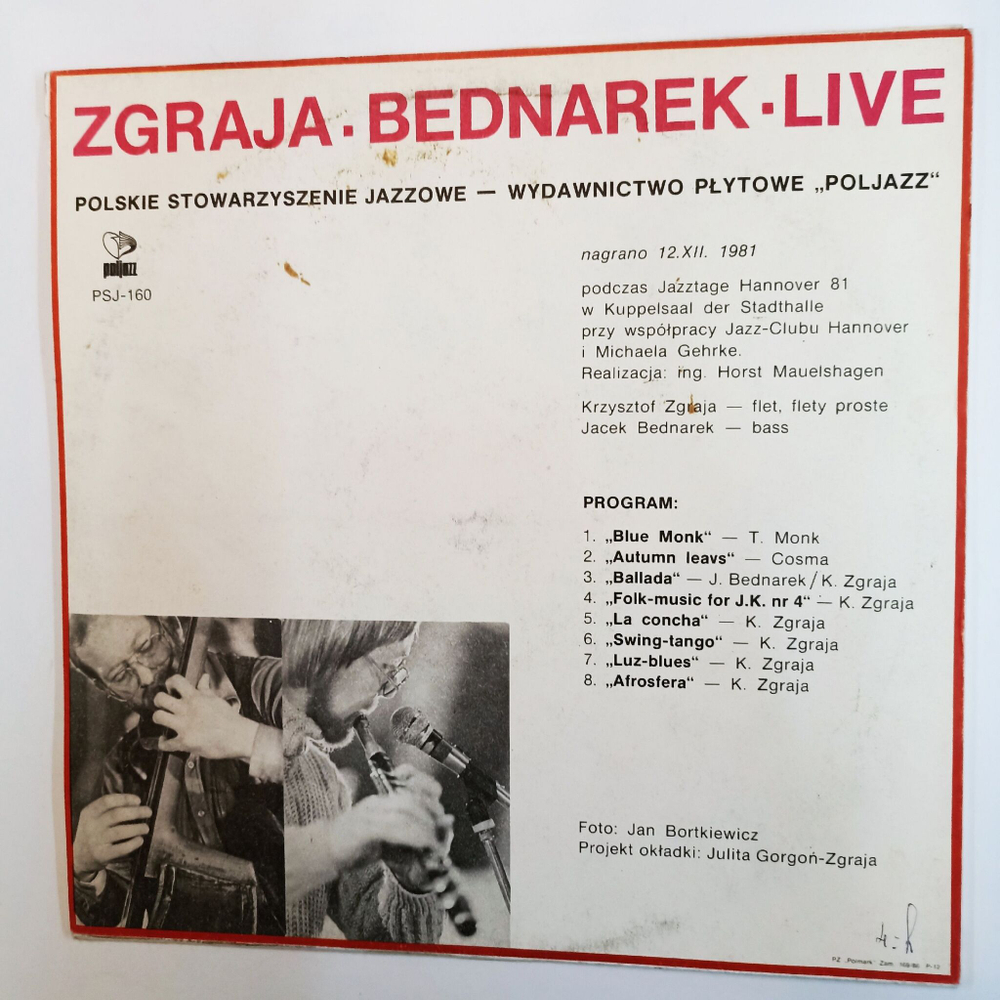 ZGRAJA · BEDNAREK · LIVE
POLSKIE STOWARZYSZENIE JAZZOWE — WYDAWNICTWO PŁYTOWE „POLJAZZ“
poljazz
PSJ-160
nagrano 12.XII. 1981
podczas Jazztage Hannover 81
w Kuppelsaal der Stadthalle
przy współpracy Jazz-Clubu Hannover
i Michaela Gehrke.
Realizacja: ing. Horst Mauelshagen
Krzysztof Zgraja — flet, flety proste
Jacek Bednarek — bass
PROGRAM:
1. „Blue Monk“ — T. Monk
2. „Autumn leavs“ — Cosma
3. „Ballada“ — J. Bednarek/K. Zgraja
4. „Folk-music for J.K. nr 4“ — K. Zgraja
5. „La concha“ — K. Zgraja
6. „Swing-tango“ — K. Zgraja
7. „Luz-blues“ — K. Zgraja
8. „Afrosfera“ — K. Zgraja
Foto: Jan Bortkiewicz
Projekt okładki: Julita Gorgoń-Zgraja
PZ Zam.